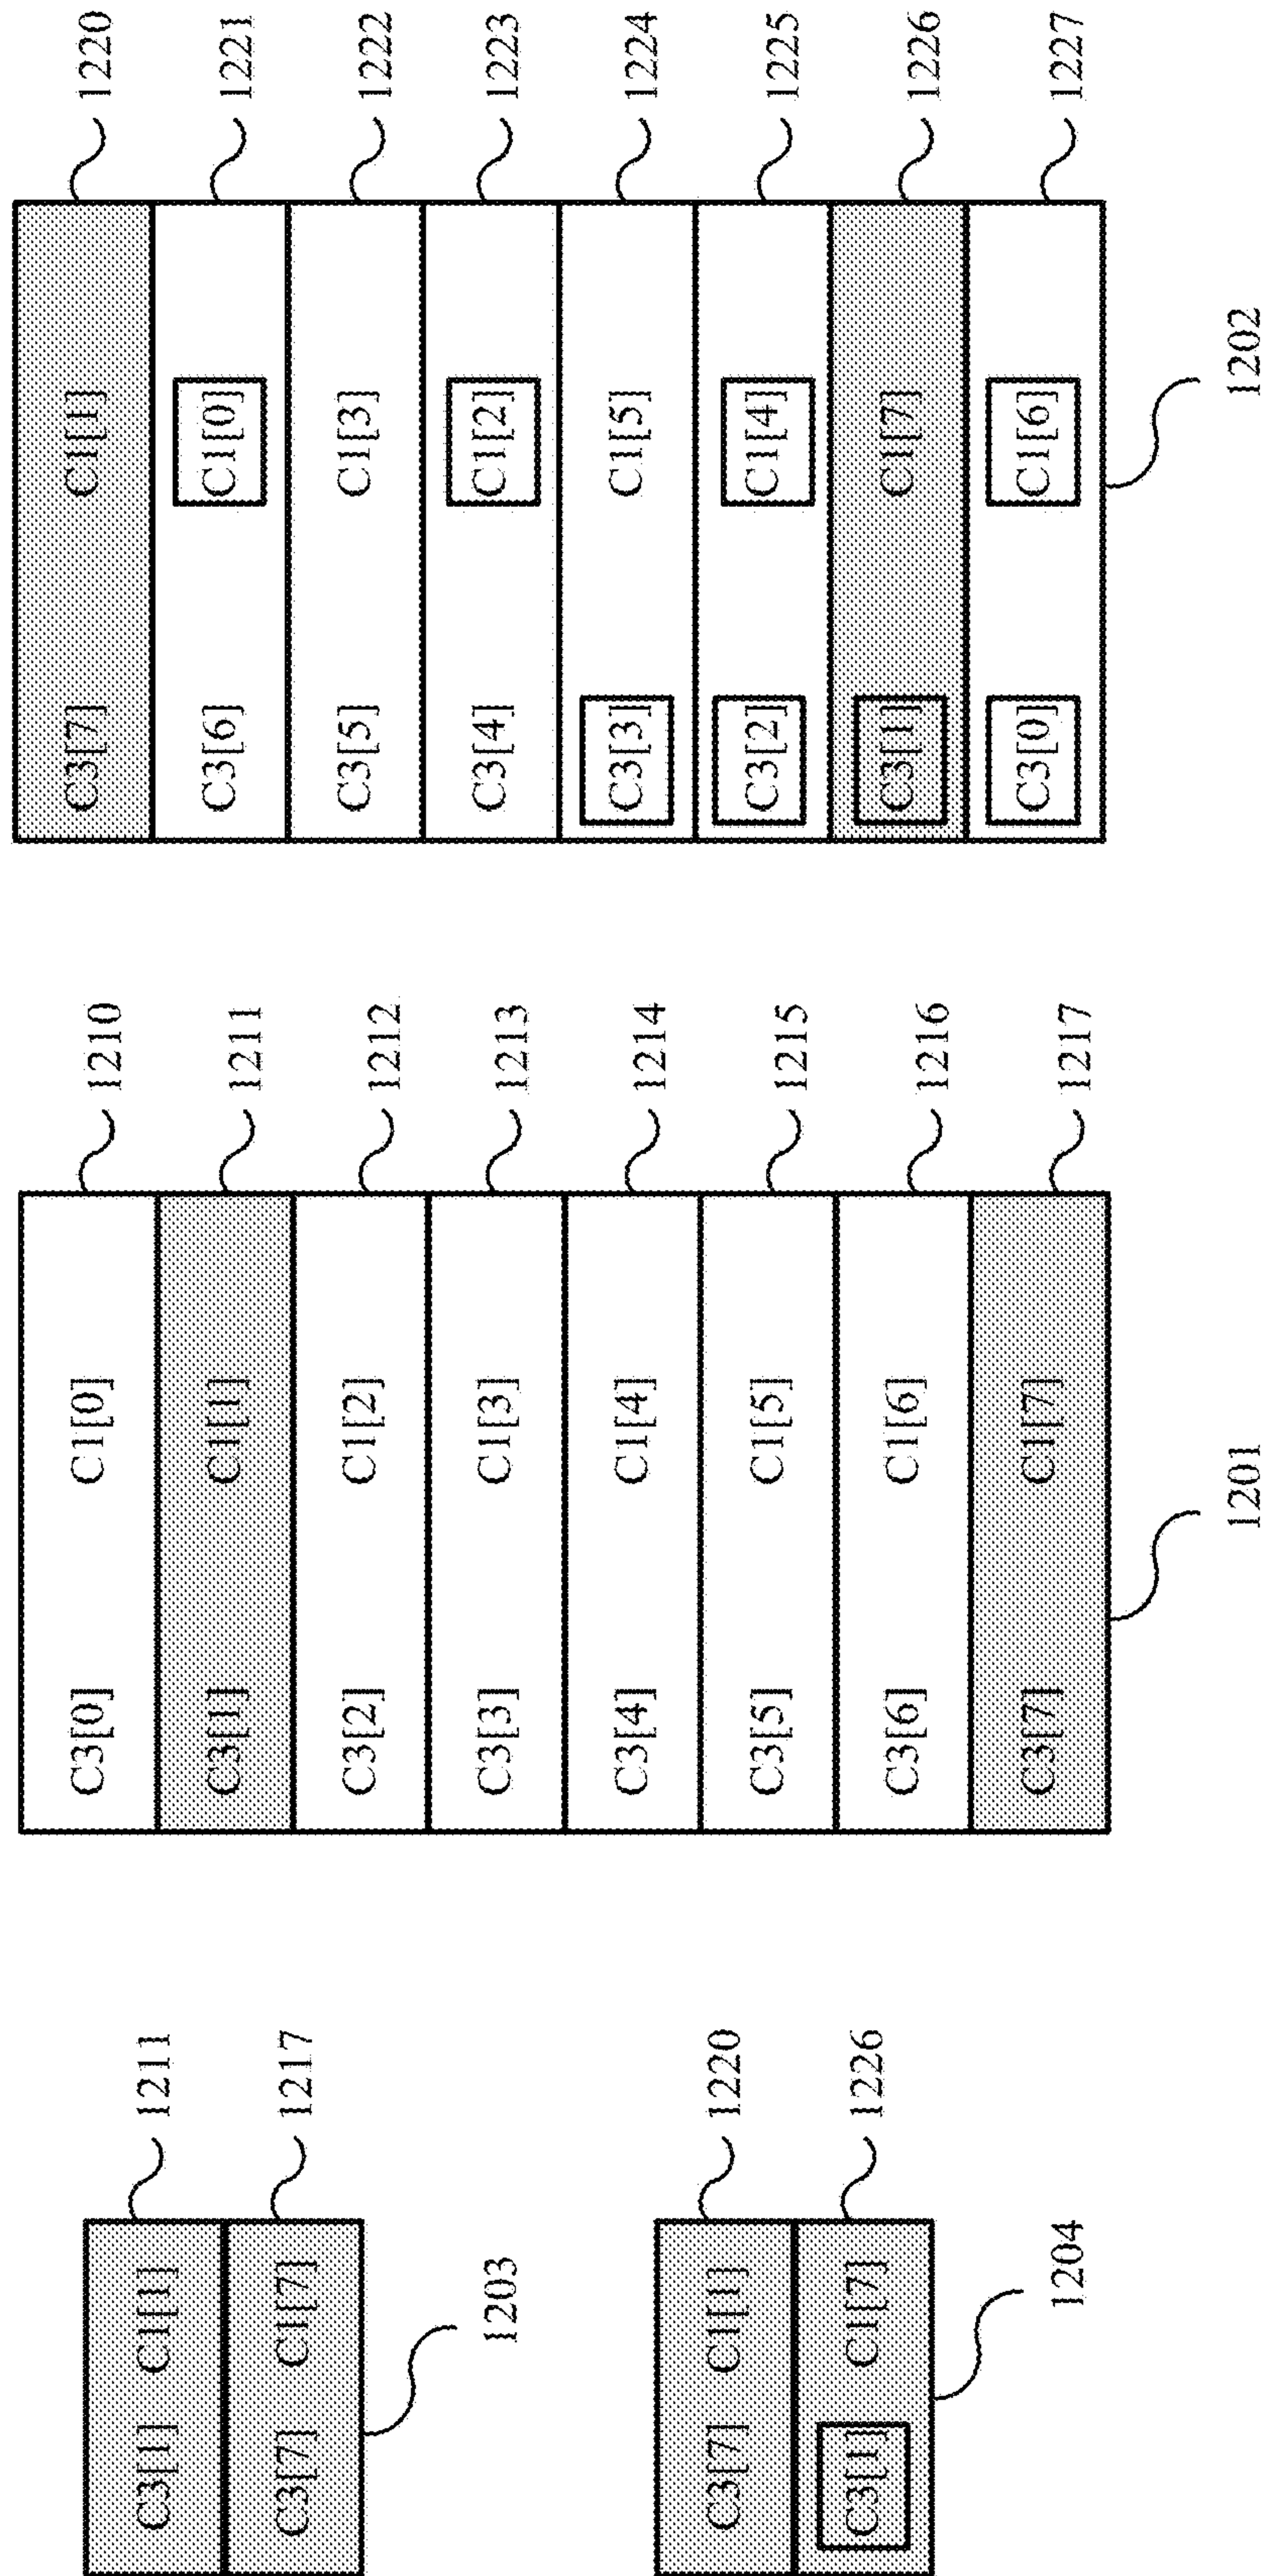 C3[7] C1[1] 1220
C3[6] C1[0] 1221
C3[5] C1[3] 1222
C3[4] C1[2] 1223
C3[3] C1[5] 1224
C3[2] C1[4] 1225
C3[1] C1[7] 1226
C3[0] C1[6] 1227
1202
C3[0] C1[0] 1210
C3[1] C1[1] 1211
C3[2] C1[2] 1212
C3[3] C1[3] 1213
C3[4] C1[4] 1214
C3[5] C1[5] 1215
C3[6] C1[6] 1216
C3[7] C1[7] 1217
1201
C3[1] C1[1] 1211
C3[7] C1[7] 1217
1203
C3[7] C1[1] 1220
C3[1] C1[7] 1226
1204